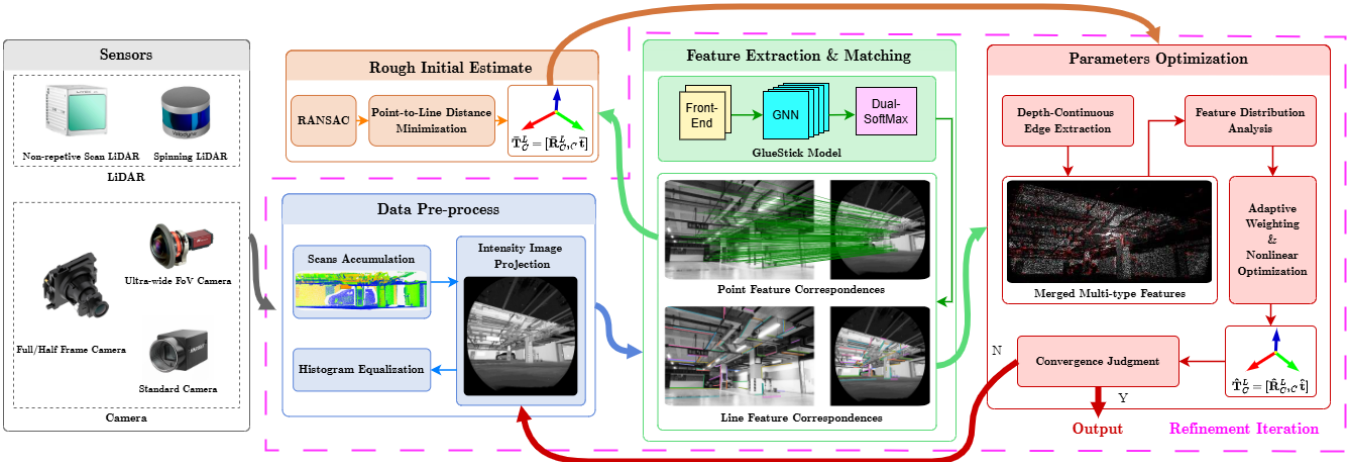 Sensors
Non-repetive Scan LiDAR
Spinning LiDAR
LiDAR
Ultra-wide FoV Camera
Full/Half Frame Camera
Standard Camera
Camera
Rough Initial Estimate
RANSAC
Point-to-Line Distance
Minimization
Data Pre-process
Scans Accumulation
Intensity Image
Projection
Histogram Equalization
Feature Extraction & Matching
Front-
End
GNN
Dual-
SoftMax
GlueStick Model
Point Feature Correspondences
Line Feature Correspondences
Parameters Optimization
Depth-Continuous
Edge Extraction
Feature Distribution
Analysis
Merged Multi-type Features
Adaptive
Weighting
&
Nonlinear
Optimization
N
Convergence Judgment
Y
Output
Refinement Iteration